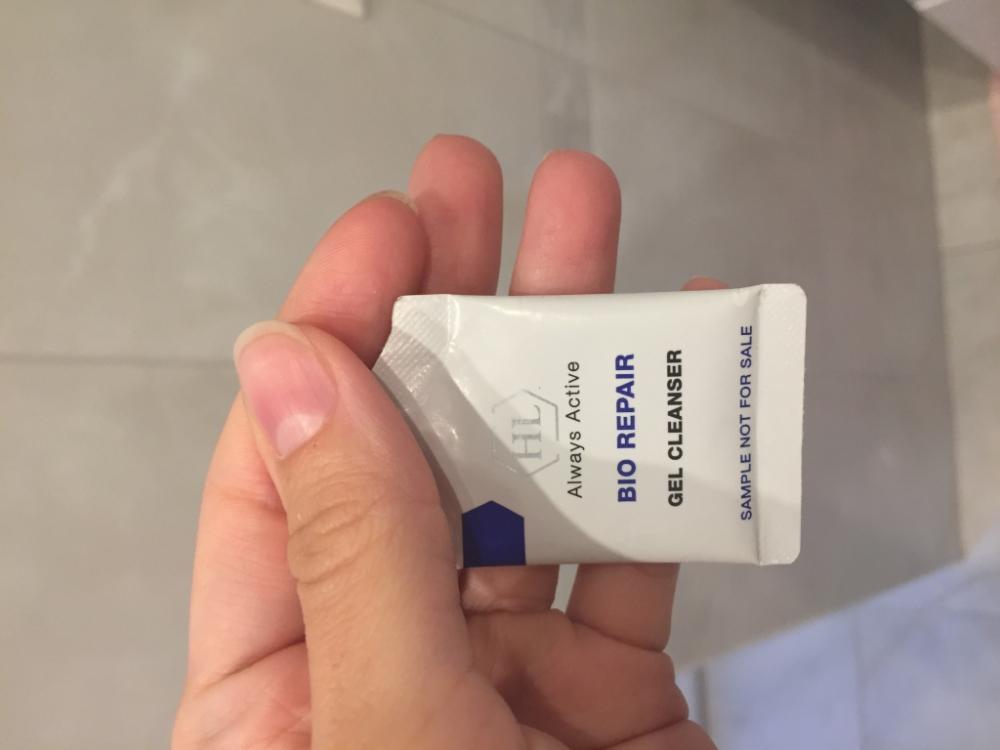 HL
Always Active
BIO REPAIR
GEL CLEANSER
SAMPLE NOT FOR SALE